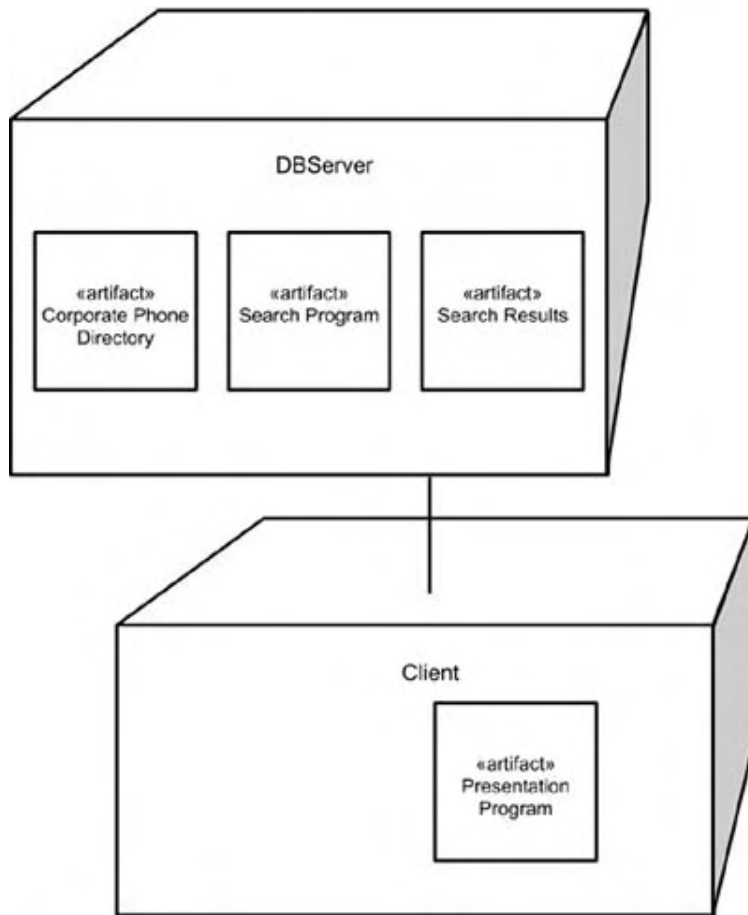 DBServer
«artifact»
Corporate Phone
Directory
«artifact»
Search Program
«artifact»
Search Results
Client
«artifact»
Presentation
Program